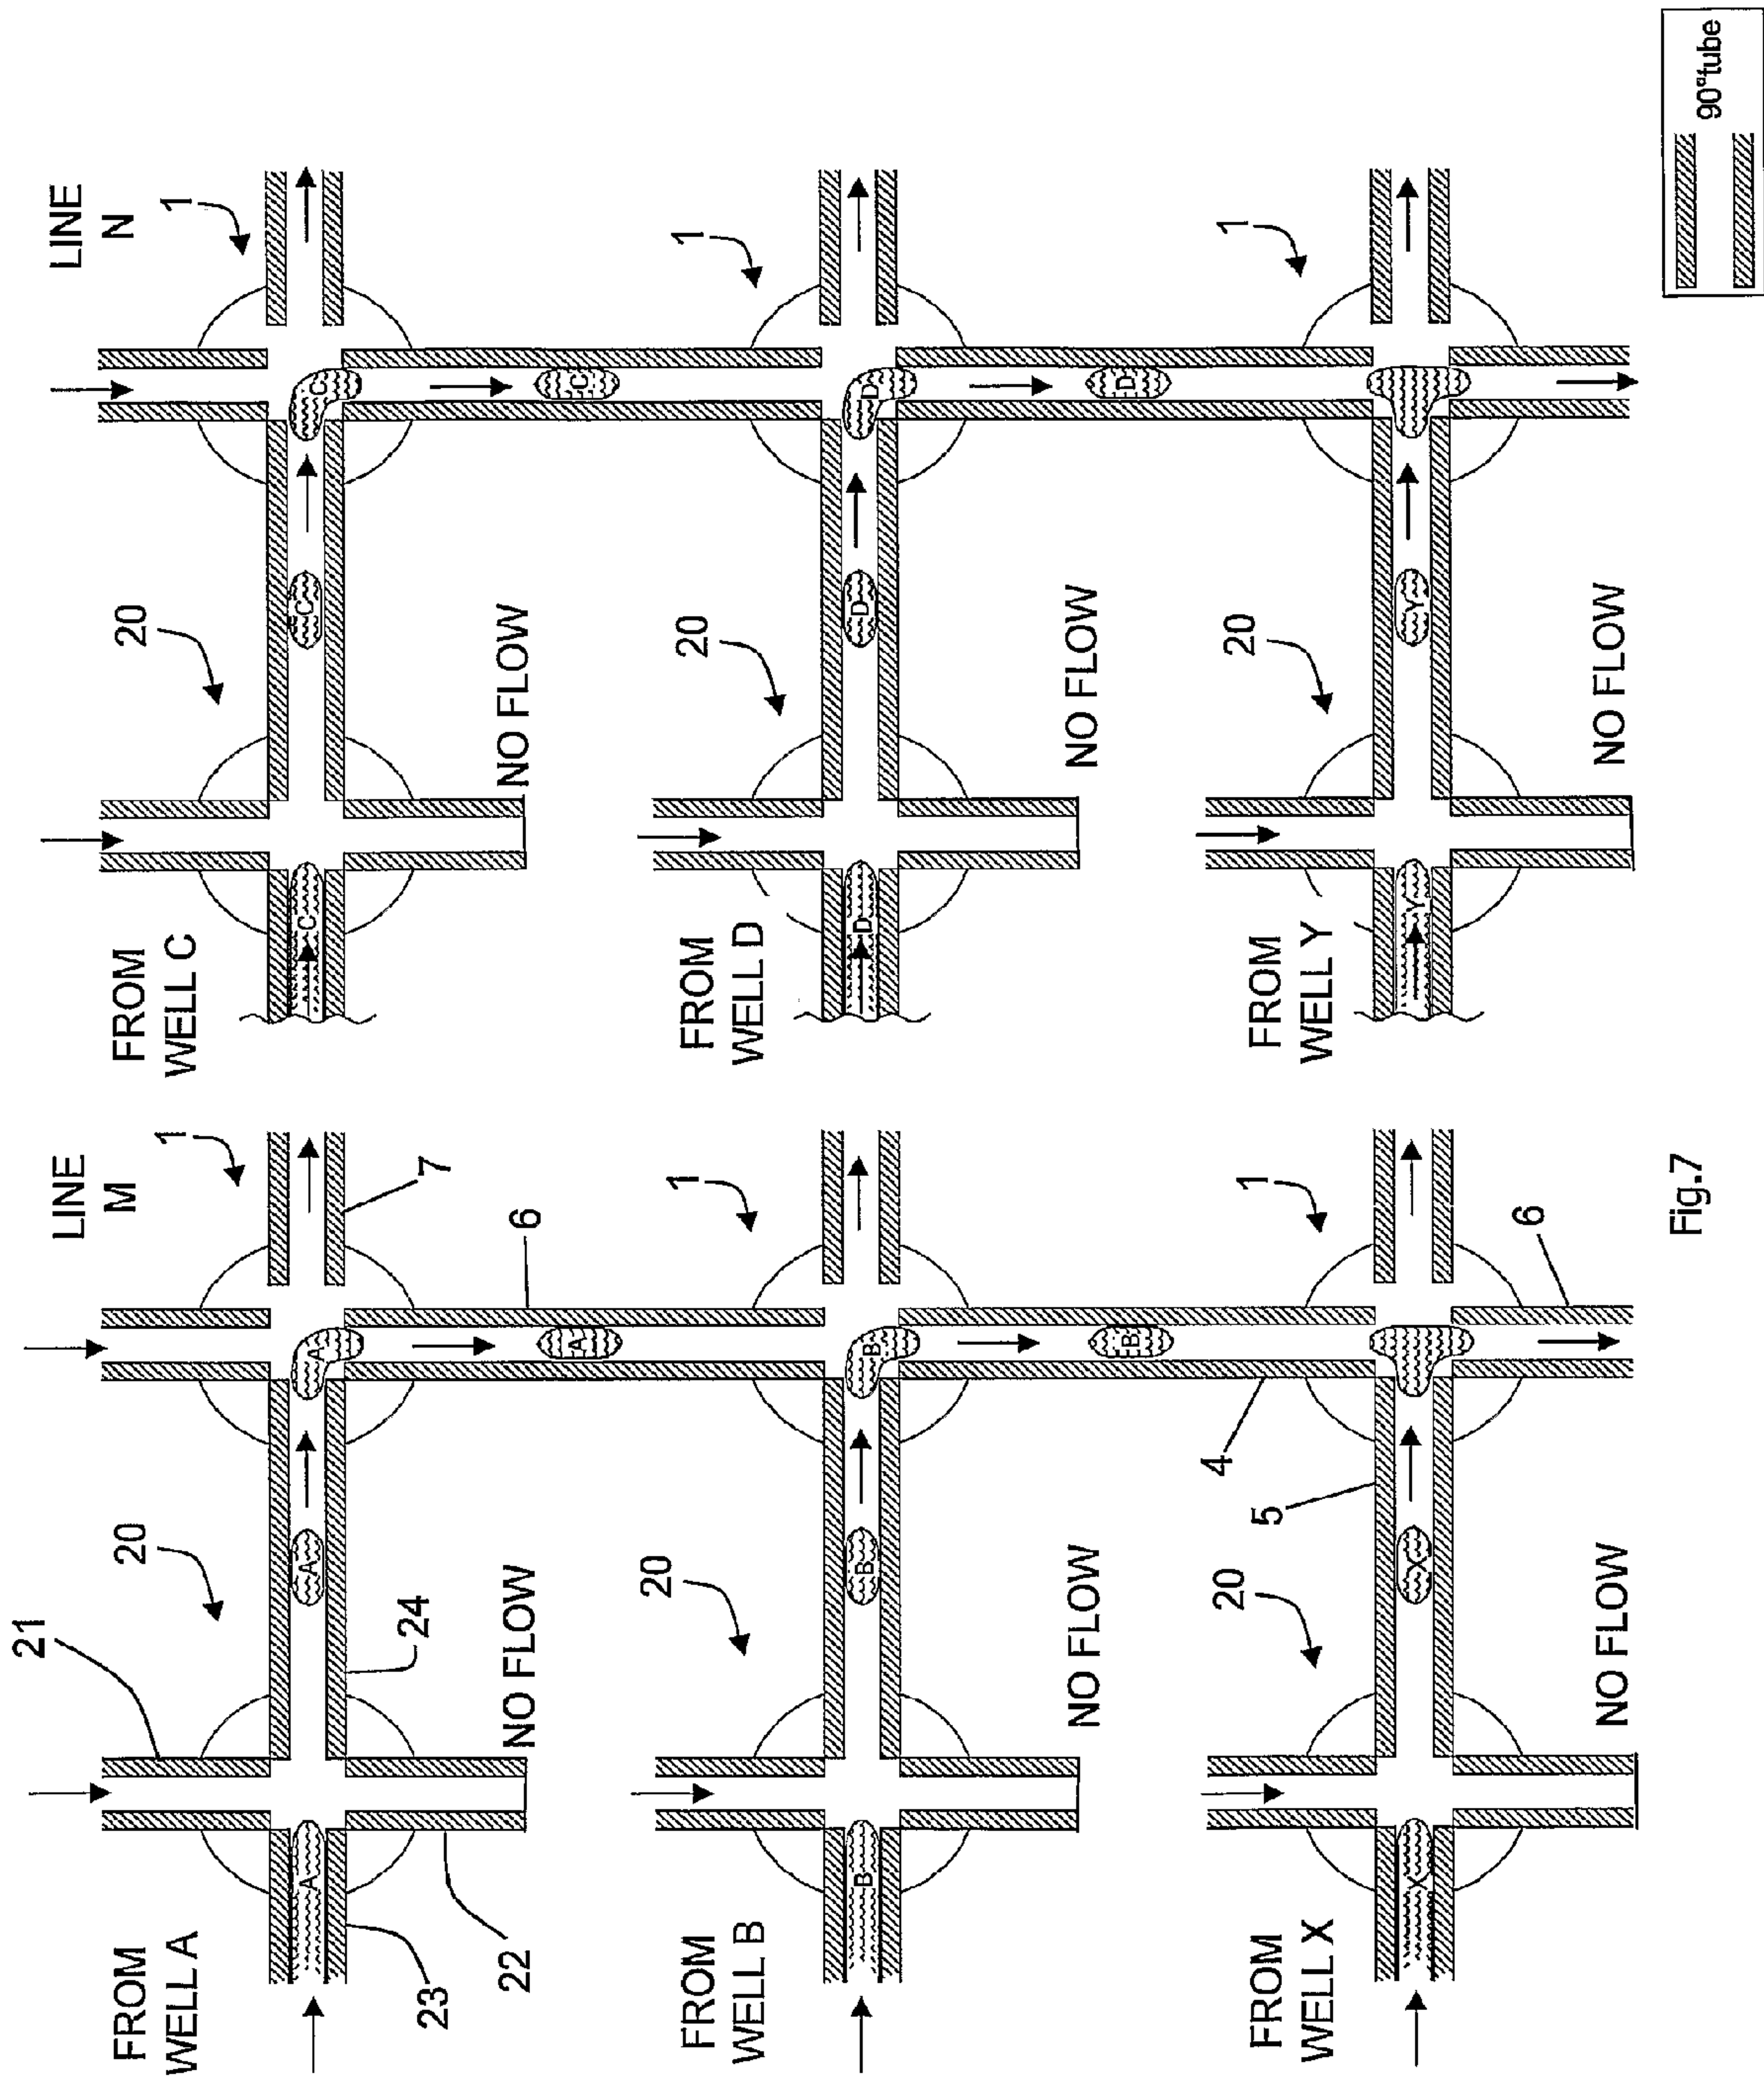 LINE
M
LINE
N
FROM
WELL A
21
20
1
FROM
WELL C
20
1
A
A
A
C
C
C
7
23
24
22
NO FLOW
6
A
NO FLOW
C
FROM
WELL B
20
1
FROM
WELL D
20
1
B
B
B
D
D
D
NO FLOW
B
NO FLOW
D
4
5
FROM
WELL X
20
1
FROM
WELL Y
20
1
X
X
Y
Y
6
NO FLOW
NO FLOW
Fig.7
90°tube